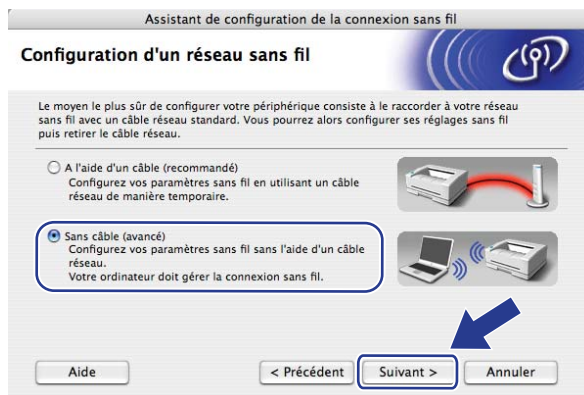 Assistant de configuration de la connexion sans fil
Configuration d'un réseau sans fil
Le moyen le plus sûr de configurer votre périphérique consiste à le raccorder à votre réseau
sans fil avec un câble réseau standard. Vous pourrez alors configurer ses réglages sans fil
puis retirer le câble réseau.
A l'aide d'un câble (recommandé)
Configurez vos paramètres sans fil en utilisant un câble
réseau de manière temporaire.
Sans câble (avancé)
Configurez vos paramètres sans fil sans l'aide d'un câble
réseau.
Votre ordinateur doit gérer la connexion sans fil.
Aide
< Précédent
Suivant >
Annuler